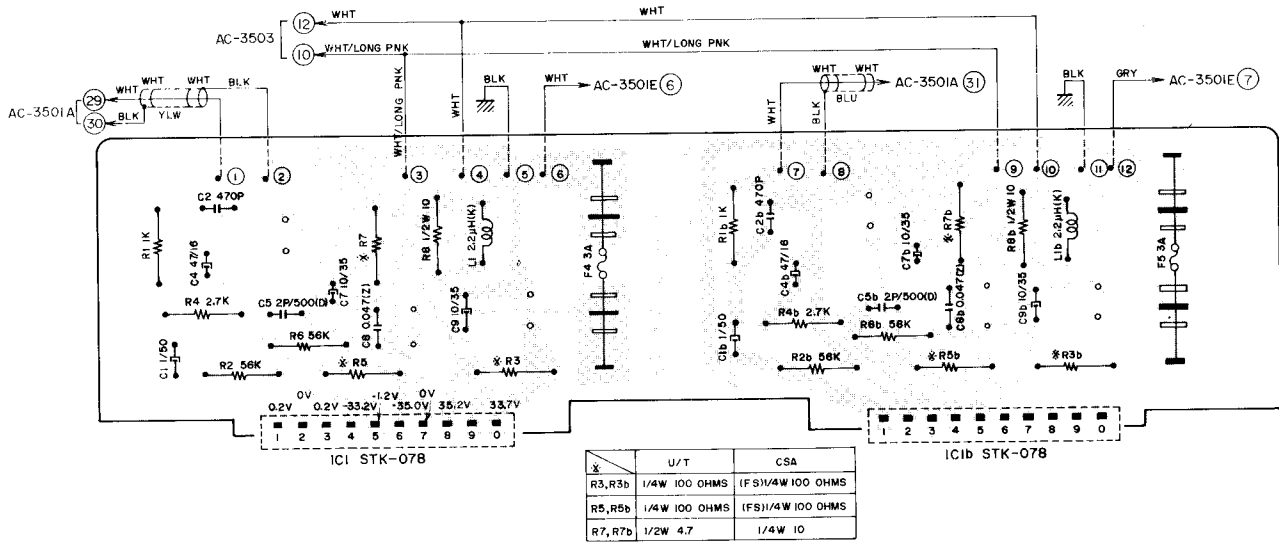 12 WHT WHT
AC-3503
10 WHT/LONG PNK WHT/LONG PNK
WHT WHT BLK
AC-3501A 29
30 BLK YLW
WHT/LONG PNK
WHT
BLK
WHT AC-3501E 6
WHT
WHT WHT
BLU
BLK
AC-3501A 31
BLK
GRY
AC-3501E 7
1 2 3 4 5 6 7 8 9 10 11 12
C2 470P
R1 1K
C4 47/16
R4 2.7K
C5 2P/500(D)
C7 10/35
※ R7
C8 0.047(Z)
R8 1/2W 10
L1 2.2μH(K)
C9 10/35
F4 3A
R6 56K
C1 1/50
R2 56K
※ R5
※ R3
R1b 1K
C2b 470P
C4b 47/16
C7b 10/35
※ R7b
R8b 1/2W 10
L1b 2.2μH(K)
F5 3A
C5b 2P/500(D)
C8b 0.047(Z)
C9b 10/35
R4b 2.7K
R6b 56K
C1b 1/50
R2b 56K
※ R5b
※ R3b
0V -1.2V 0V
0.2V 0.2V -33.2V -35.0V 35.2V 33.7V
1 2 3 4 5 6 7 8 9 0
IC1 STK-078
1 2 3 4 5 6 7 8 9 0
IC1b STK-078
※ U/T CSA
R3,R3b 1/4W 100 OHMS (FS)1/4W 100 OHMS
R5,R5b 1/4W 100 OHMS (FS)1/4W 100 OHMS
R7,R7b 1/2W 4.7 1/4W 10